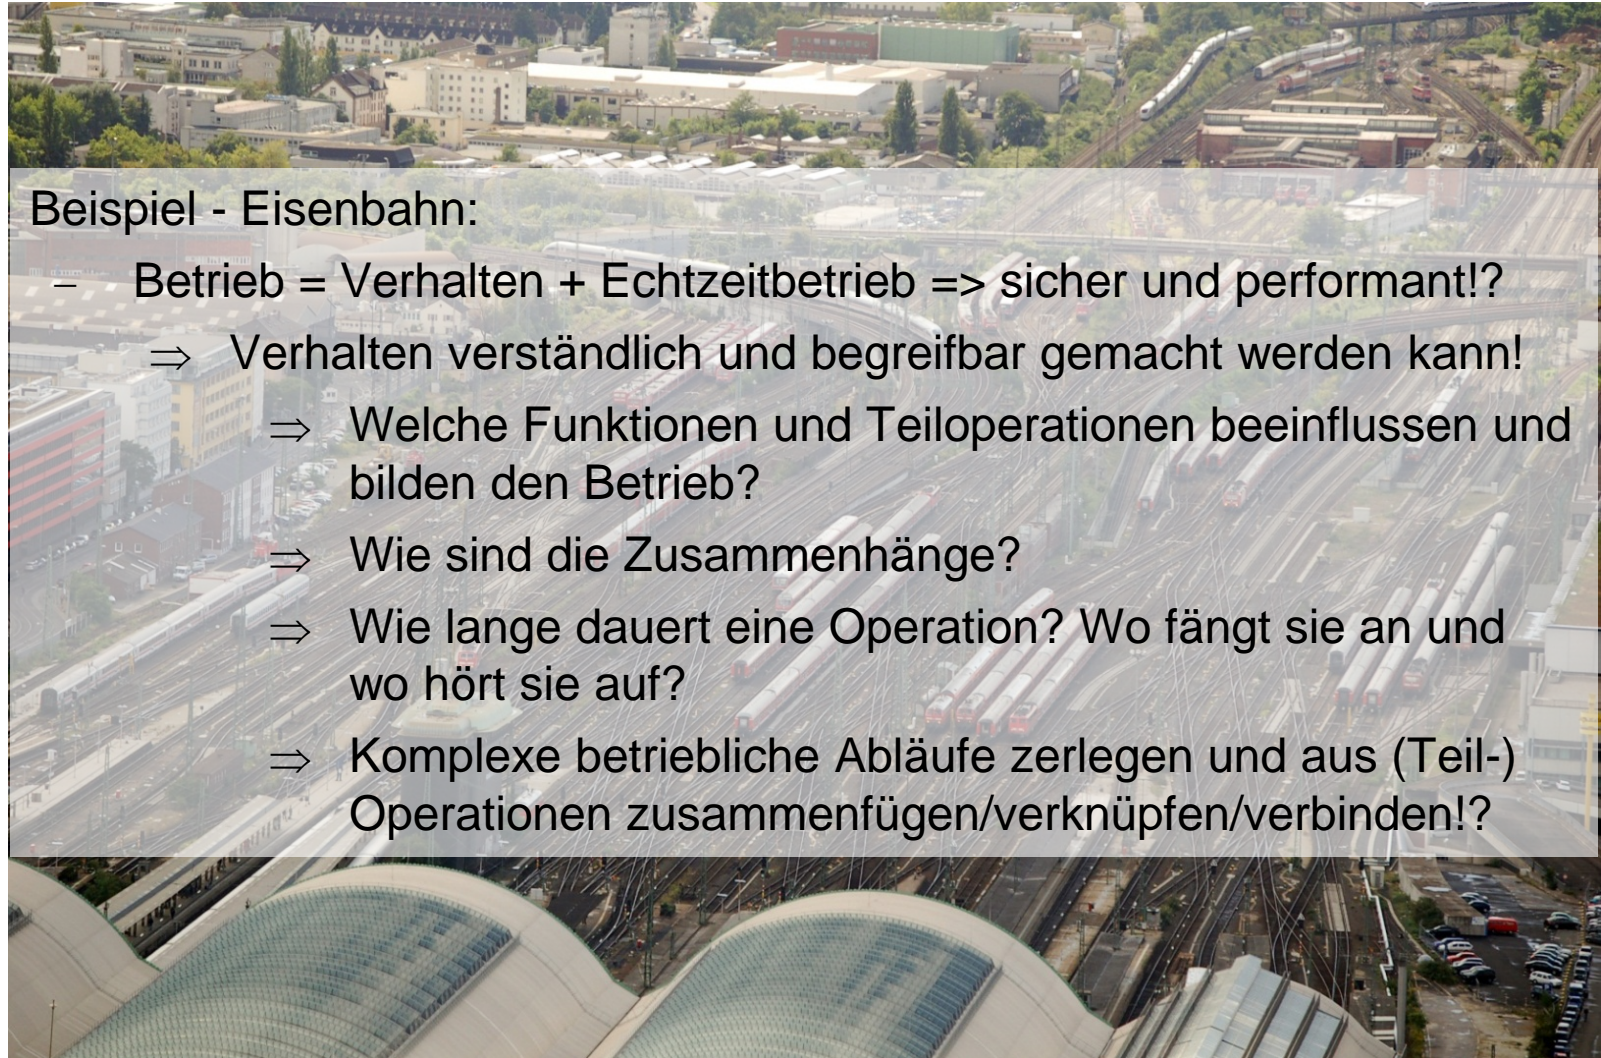 Beispiel - Eisenbahn:
– Betrieb = Verhalten + Echtzeitbetrieb => sicher und performant!?
⇒ Verhalten verständlich und begreifbar gemacht werden kann!
⇒ Welche Funktionen und Teiloperationen beeinflussen und
bilden den Betrieb?
⇒ Wie sind die Zusammenhänge?
⇒ Wie lange dauert eine Operation? Wo fängt sie an und
wo hört sie auf?
⇒ Komplexe betriebliche Abläufe zerlegen und aus (Teil-)
Operationen zusammenfügen/verknüpfen/verbinden!?